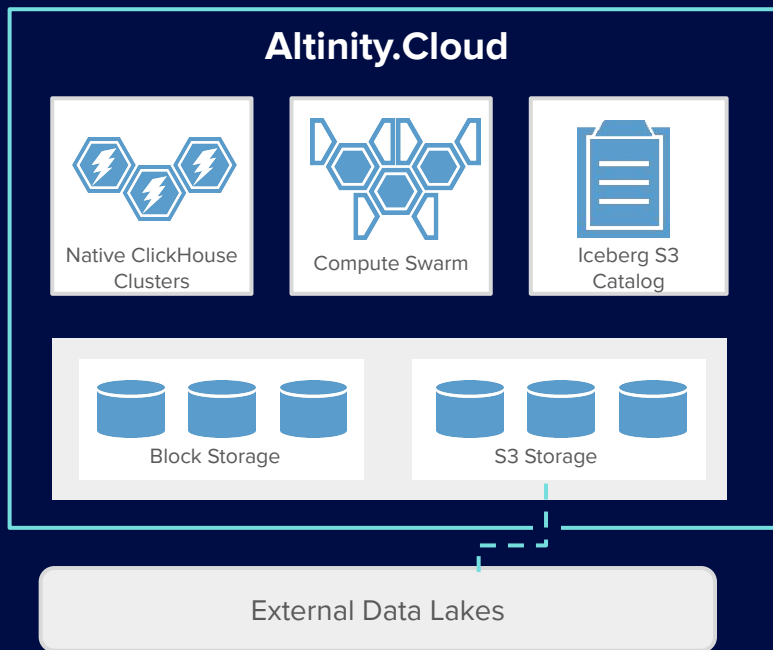 Altinity.Cloud
Native ClickHouse
Clusters
Compute Swarm
Iceberg S3
Catalog
Block Storage
S3 Storage
External Data Lakes